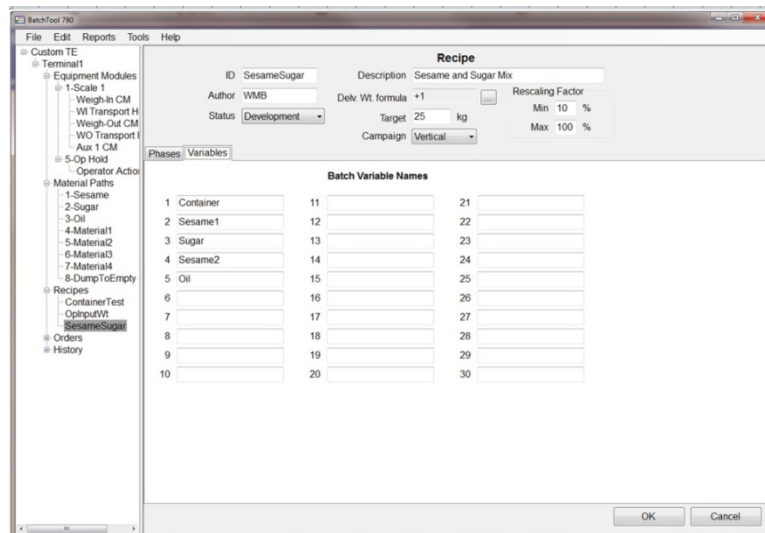 BatchTool 780
File Edit Reports Tools Help
Custom TE
Terminal1
Equipment Modules
1-Scale 1
Weigh-In CM
WI Transport H
Weigh-Out CM
WO Transport
Aux 1 CM
5-Op Hold
Operator Action
Material Paths
1-Sesame
2-Sugar
3-Oil
4-Material1
5-Material2
6-Material3
7-Material4
8-DumpToEmpty
Recipes
ContainerTest
OpInputWt
SesameSugar
Orders
History
Recipe
ID SesameSugar Description Sesame and Sugar Mix
Author WMB Delv. Wt. formula +1 ... Rescaling Factor
Min 10 %
Status Development Target 25 kg
Max 100 %
Campaign Vertical
Phases Variables
Batch Variable Names
1 Container 11 21
2 Sesame1 12 22
3 Sugar 13 23
4 Sesame2 14 24
5 Oil 15 25
6 16 26
7 17 27
8 18 28
9 19 29
10 20 30
OK Cancel